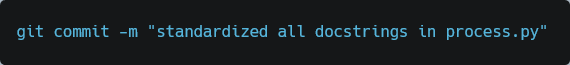 git commit -m "standardized all docstrings in process.py"